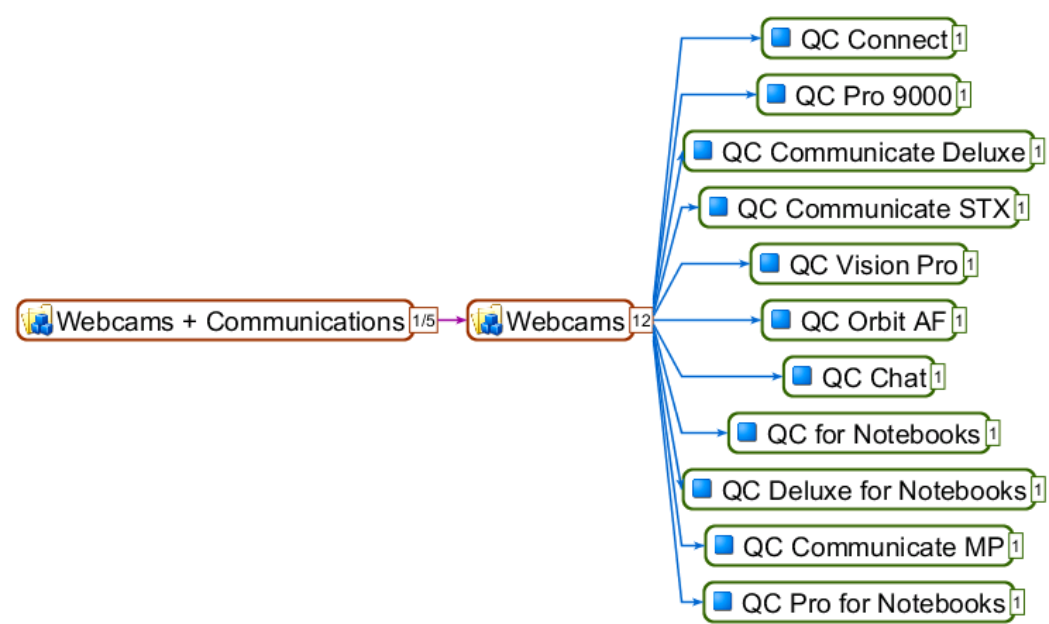 QC Connect 1
QC Pro 9000 1
QC Communicate Deluxe 1
QC Communicate STX 1
QC Vision Pro 1
Webcams + Communications 1/5
Webcams 12
QC Orbit AF 1
QC Chat 1
QC for Notebooks 1
QC Deluxe for Notebooks 1
QC Communicate MP 1
QC Pro for Notebooks 1